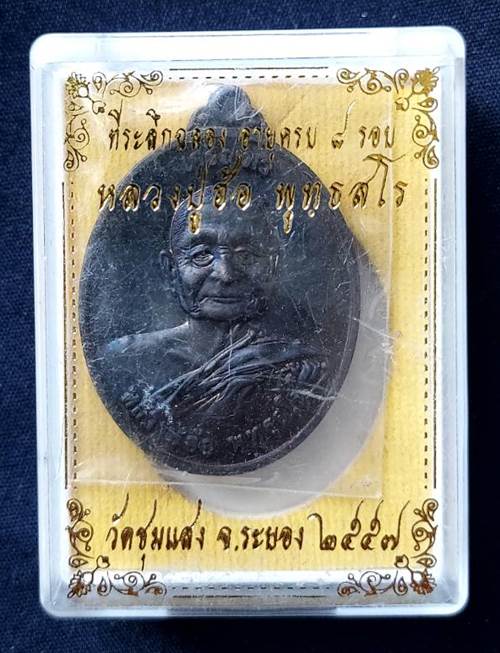 ที่ระลึกฉลอง อายุครบ ๘ รอบ
หลวงปู่ฮ้อ พุทฺธสโร
วัดชุมแสง จ.ระยอง ๒๕๕๗